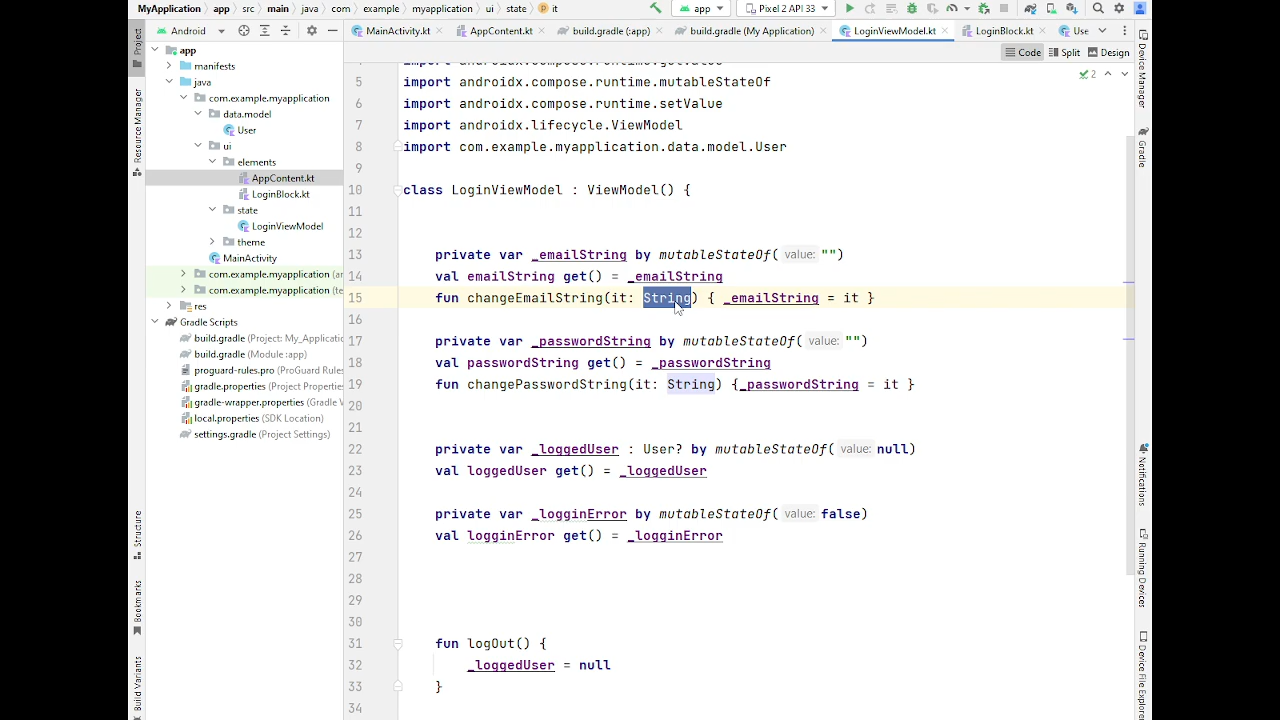 MyApplication app src main java com example myapplication ui state it app Pixel 2 API 33
Project Android MainActivity.kt AppContent.kt build.gradle (:app) build.gradle (My Application) LoginViewModel.kt LoginBlock.kt Use
Code Split Design
app
manifests
java
com.example.myapplication
data.model
User
ui
elements
AppContent.kt
LoginBlock.kt
state
LoginViewModel
theme
MainActivity
com.example.myapplication (ar
com.example.myapplication (te
res
Gradle Scripts
build.gradle (Project: My_Applicatio
build.gradle (Module :app)
proguard-rules.pro (ProGuard Rules
gradle.properties (Project Propertie
gradle-wrapper.properties (Gradle V
local.properties (SDK Location)
settings.gradle (Project Settings)
2
5 import androidx.compose.runtime.mutableStateOf
6 import androidx.compose.runtime.setValue
7 import androidx.lifecycle.ViewModel
8 import com.example.myapplication.data.model.User
9
10 class LoginViewModel : ViewModel() {
11
12
13 private var _emailString by mutableStateOf( value: "")
14 val emailString get() = _emailString
15 fun changeEmailString(it: String) { _emailString = it }
16
17 private var _passwordString by mutableStateOf( value: "")
18 val passwordString get() = _passwordString
19 fun changePasswordString(it: String) {_passwordString = it }
20
21
22 private var _loggedUser : User? by mutableStateOf( value: null)
23 val loggedUser get() = _loggedUser
24
25 private var _logginError by mutableStateOf( value: false)
26 val logginError get() = _logginError
27
28
29
30
31 fun logOut() {
32 _loggedUser = null
33 }
34
Resource Manager
Structure
Bookmarks
Build Variants
Device Manager
Gradle
Notifications
Running Devices
Device File Explorer